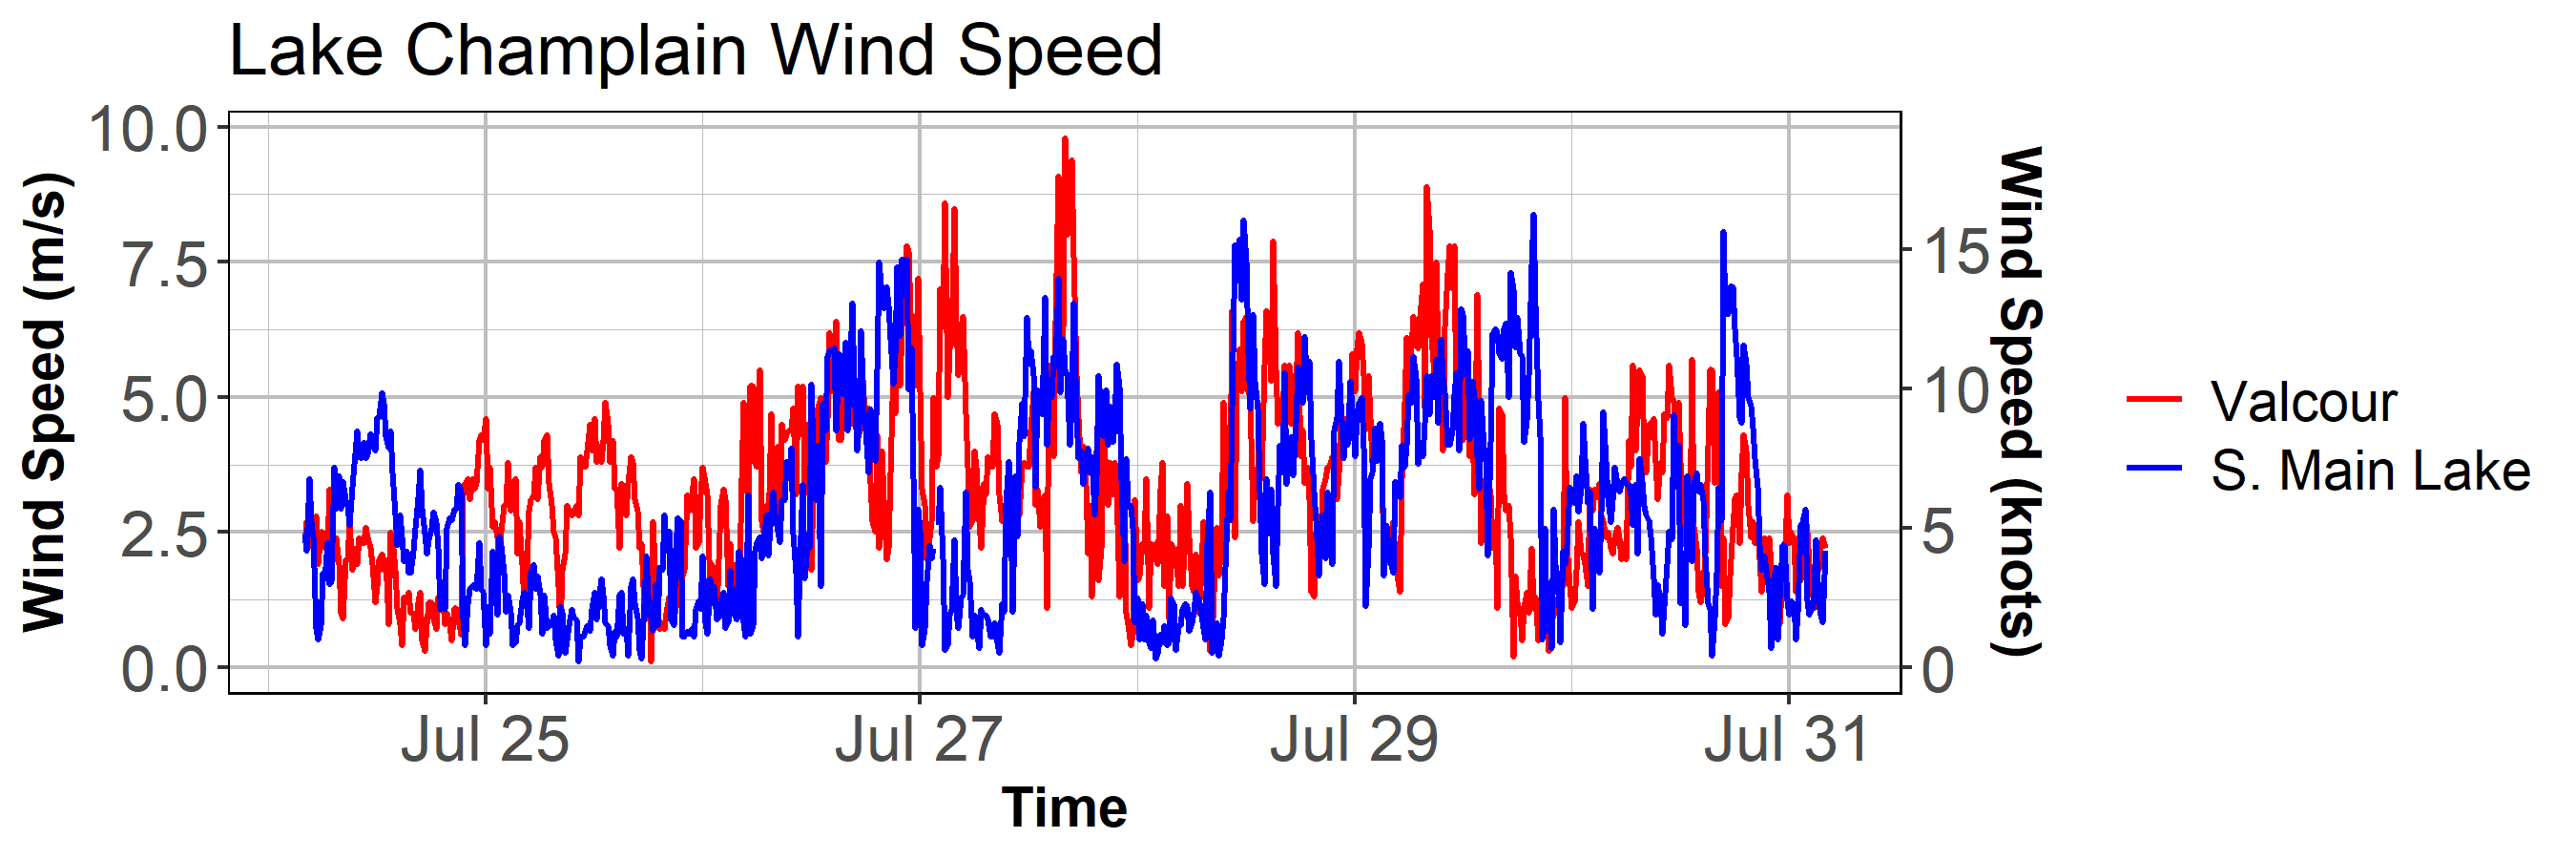 Lake Champlain Wind Speed
Wind Speed (m/s)
10.0
7.5
5.0
2.5
0.0
Jul 25
Jul 27
Jul 29
Jul 31
Time
15
10
5
0
Wind Speed (knots)
Valcour
S. Main Lake